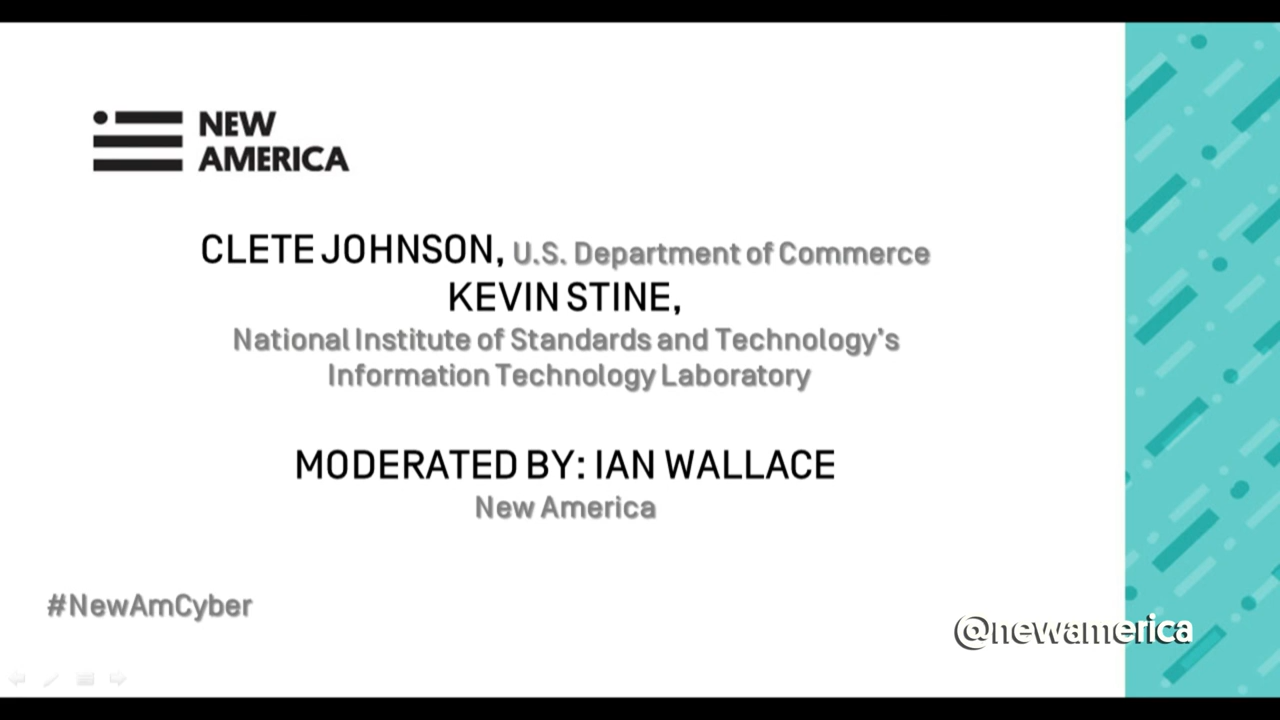 NEW
AMERICA
CLETE JOHNSON, U.S. Department of Commerce
KEVIN STINE,
National Institute of Standards and Technology's
Information Technology Laboratory
MODERATED BY: IAN WALLACE
New America
#NewAmCyber
@newamerica